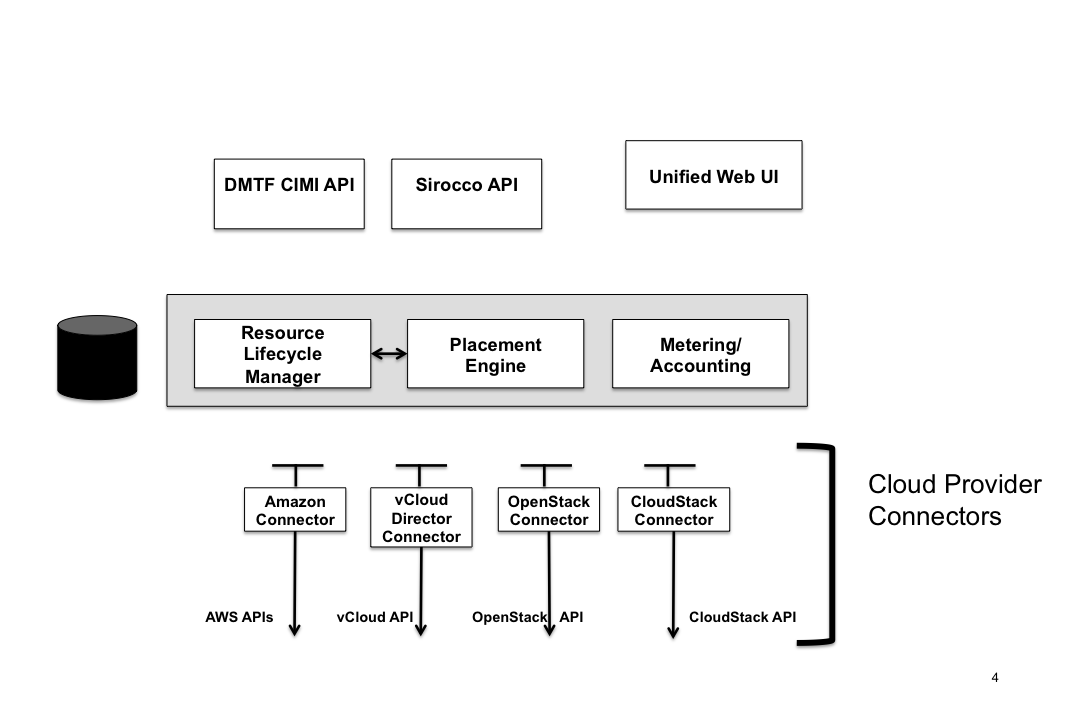 DMTF CIMI API
Sirocco API
Unified Web UI
Resource
Lifecycle
Manager
Placement
Engine
Metering/
Accounting
Amazon
Connector
vCloud
Director
Connector
OpenStack
Connector
CloudStack
Connector
Cloud Provider
Connectors
AWS APIs
vCloud API
OpenStack API
CloudStack API
4